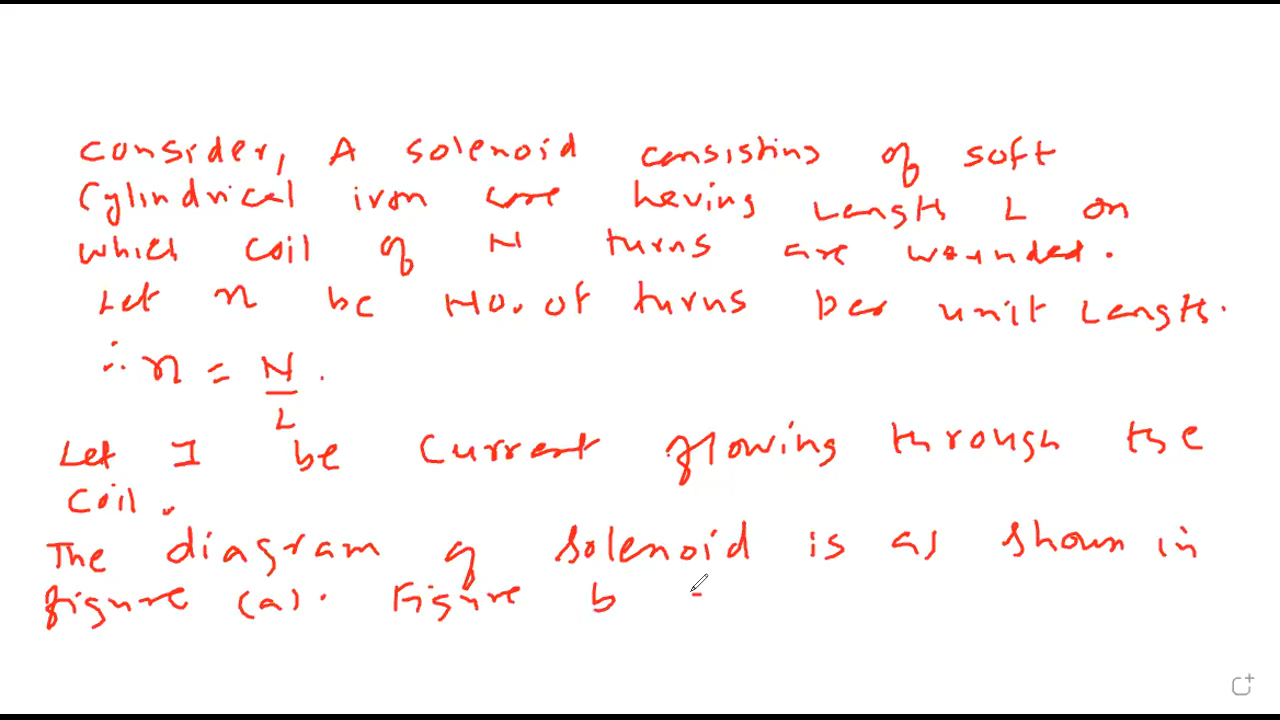 consider, A solenoid consisting of soft
Cylindrical iron core having Length L on
which coil of N turns are wounded.
Let n be No. of turns per unit Length.
∴ n = N/L .
Let I be Current flowing through the
Coil.
The diagram of solenoid is as shown in
figure (a). Figure b